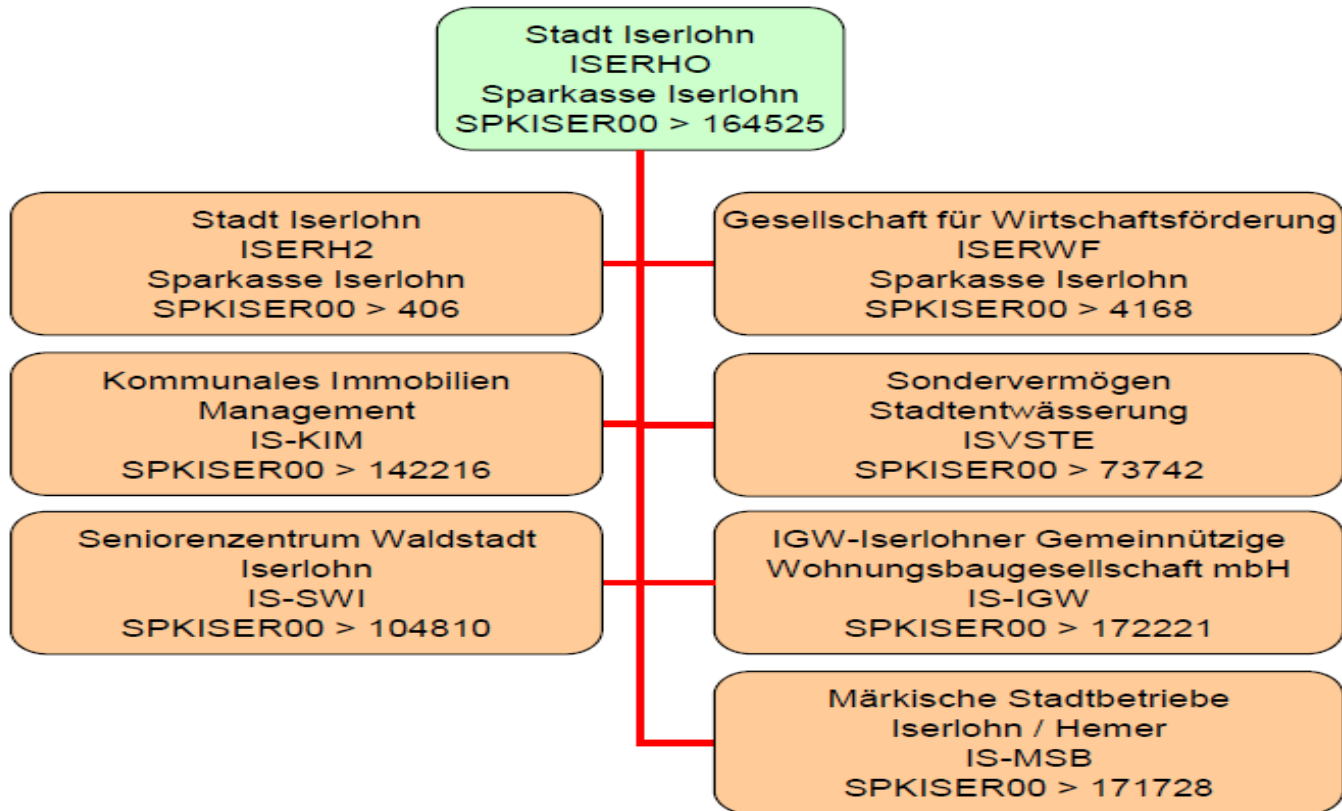 Stadt Iserlohn
ISERHO
Sparkasse Iserlohn
SPKISER00 > 164525
Stadt Iserlohn
ISERH2
Sparkasse Iserlohn
SPKISER00 > 406
Gesellschaft für Wirtschaftsförderung
ISERWF
Sparkasse Iserlohn
SPKISER00 > 4168
Kommunales Immobilien
Management
IS-KIM
SPKISER00 > 142216
Sondervermögen
Stadtentwässerung
ISVSTE
SPKISER00 > 73742
Seniorenzentrum Waldstadt
Iserlohn
IS-SWI
SPKISER00 > 104810
IGW-Iserlohner Gemeinnützige
Wohnungsbaugesellschaft mbH
IS-IGW
SPKISER00 > 172221
Märkische Stadtbetriebe
Iserlohn / Hemer
IS-MSB
SPKISER00 > 171728